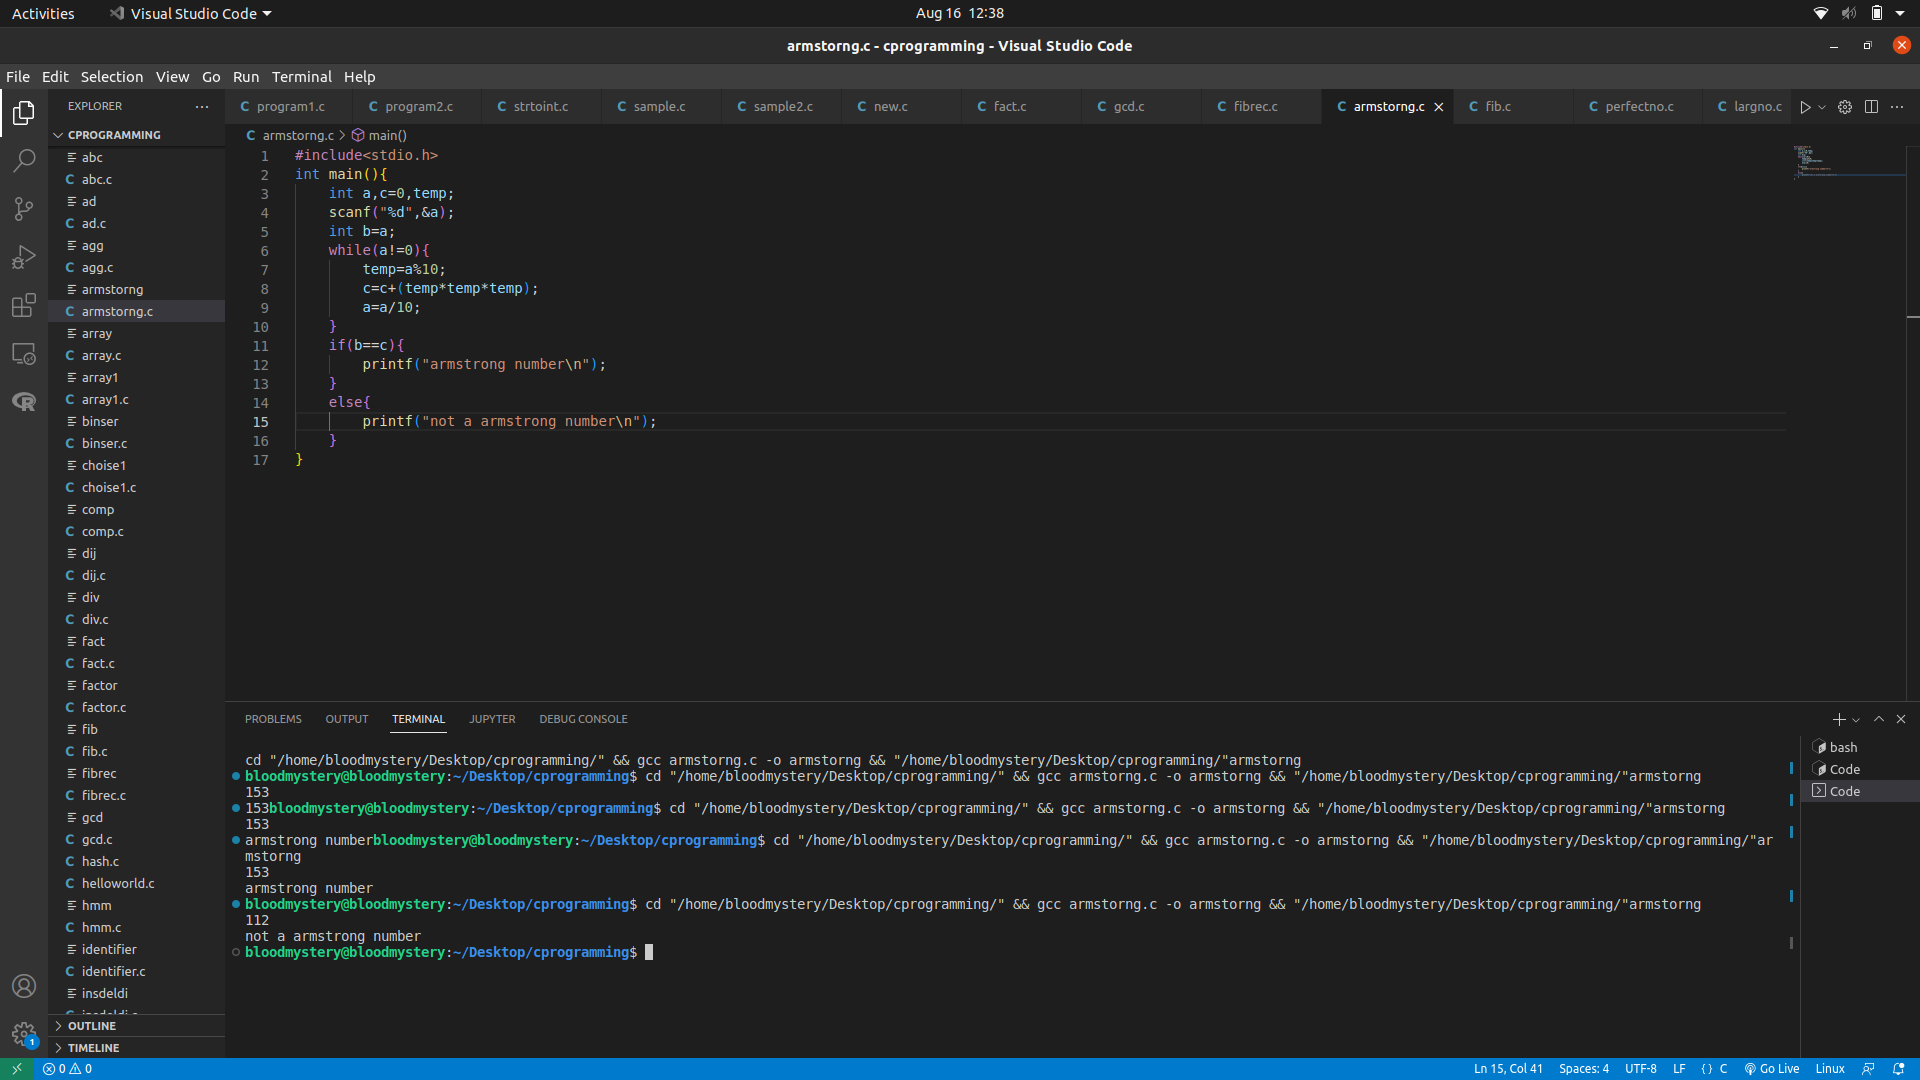 Activities Visual Studio Code Aug 16 12:38
armstorng.c - cprogramming - Visual Studio Code
File Edit Selection View Go Run Terminal Help
EXPLORER
program1.c program2.c strtoint.c sample.c sample2.c new.c fact.c gcd.c fibrec.c armstorng.c fib.c perfectno.c largno.c
CPROGRAMMING
abc
abc.c
ad
ad.c
agg
agg.c
armstorng
armstorng.c
array
array.c
array1
array1.c
binser
binser.c
choise1
choise1.c
comp
comp.c
dij
dij.c
div
div.c
fact
fact.c
factor
factor.c
fib
fib.c
fibrec
fibrec.c
gcd
gcd.c
hash.c
helloworld.c
hmm
hmm.c
identifier
identifier.c
insdeldi
OUTLINE
TIMELINE
armstorng.c > main()
1 #include<stdio.h>
2 int main(){
3 int a,c=0,temp;
4 scanf("%d",&a);
5 int b=a;
6 while(a!=0){
7 temp=a%10;
8 c=c+(temp*temp*temp);
9 a=a/10;
10 }
11 if(b==c){
12 printf("armstrong number\n");
13 }
14 else{
15 printf("not a armstrong number\n");
16 }
17 }
PROBLEMS OUTPUT TERMINAL JUPYTER DEBUG CONSOLE
cd "/home/bloodmystery/Desktop/cprogramming/" && gcc armstorng.c -o armstorng && "/home/bloodmystery/Desktop/cprogramming/"armstorng
bloodmystery@bloodmystery:~/Desktop/cprogramming$ cd "/home/bloodmystery/Desktop/cprogramming/" && gcc armstorng.c -o armstorng && "/home/bloodmystery/Desktop/cprogramming/"armstorng
153
153bloodmystery@bloodmystery:~/Desktop/cprogramming$ cd "/home/bloodmystery/Desktop/cprogramming/" && gcc armstorng.c -o armstorng && "/home/bloodmystery/Desktop/cprogramming/"armstorng
153
armstrong numberbloodmystery@bloodmystery:~/Desktop/cprogramming$ cd "/home/bloodmystery/Desktop/cprogramming/" && gcc armstorng.c -o armstorng && "/home/bloodmystery/Desktop/cprogramming/"ar
mstorng
153
armstrong number
bloodmystery@bloodmystery:~/Desktop/cprogramming$ cd "/home/bloodmystery/Desktop/cprogramming/" && gcc armstorng.c -o armstorng && "/home/bloodmystery/Desktop/cprogramming/"armstorng
112
not a armstrong number
bloodmystery@bloodmystery:~/Desktop/cprogramming$
bash
Code
Code
1
0 0 Ln 15, Col 41 Spaces: 4 UTF-8 LF {} C Go Live Linux